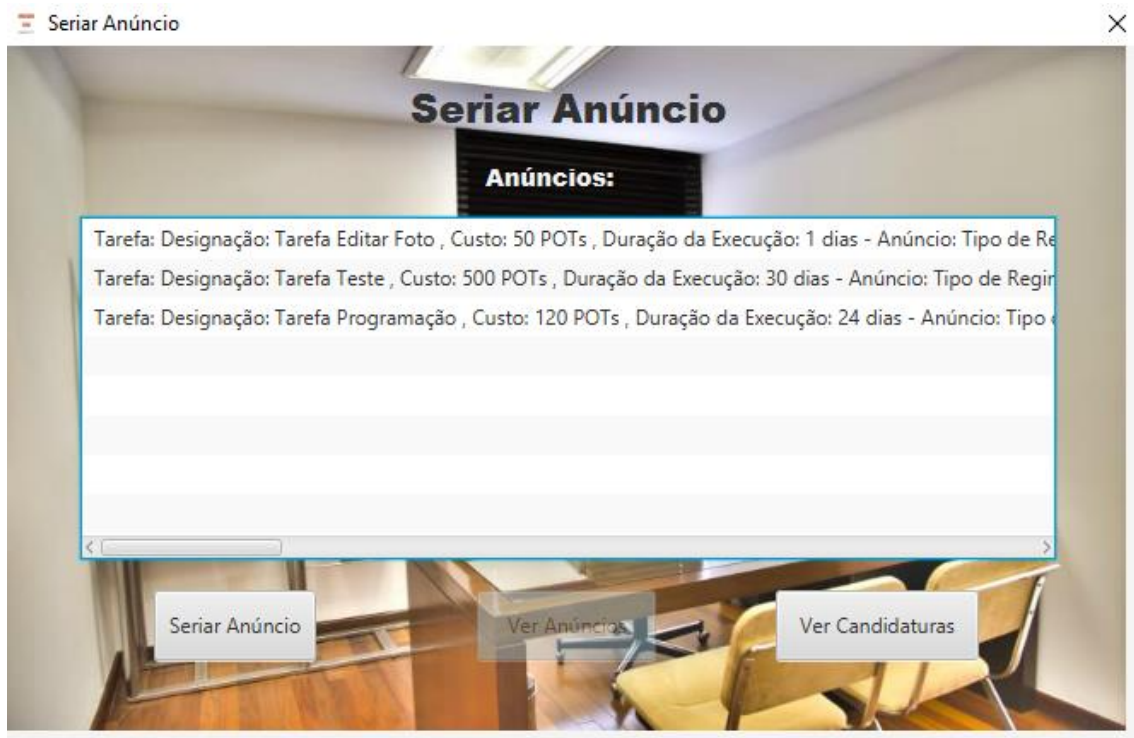 Seriar Anúncio
Seriar Anúncio
Anúncios:
Tarefa: Designação: Tarefa Editar Foto , Custo: 50 POTs , Duração da Execução: 1 dias - Anúncio: Tipo de
Tarefa: Designação: Tarefa Teste , Custo: 500 POTs , Duração da Execução: 30 dias - Anúncio: Tipo de
Tarefa: Designação: Tarefa Programação , Custo: 120 POTs , Duração da Execução: 24 dias - Anúncio: Tipo
Seriar Anúncio Ver Anúncios Ver Candidaturas